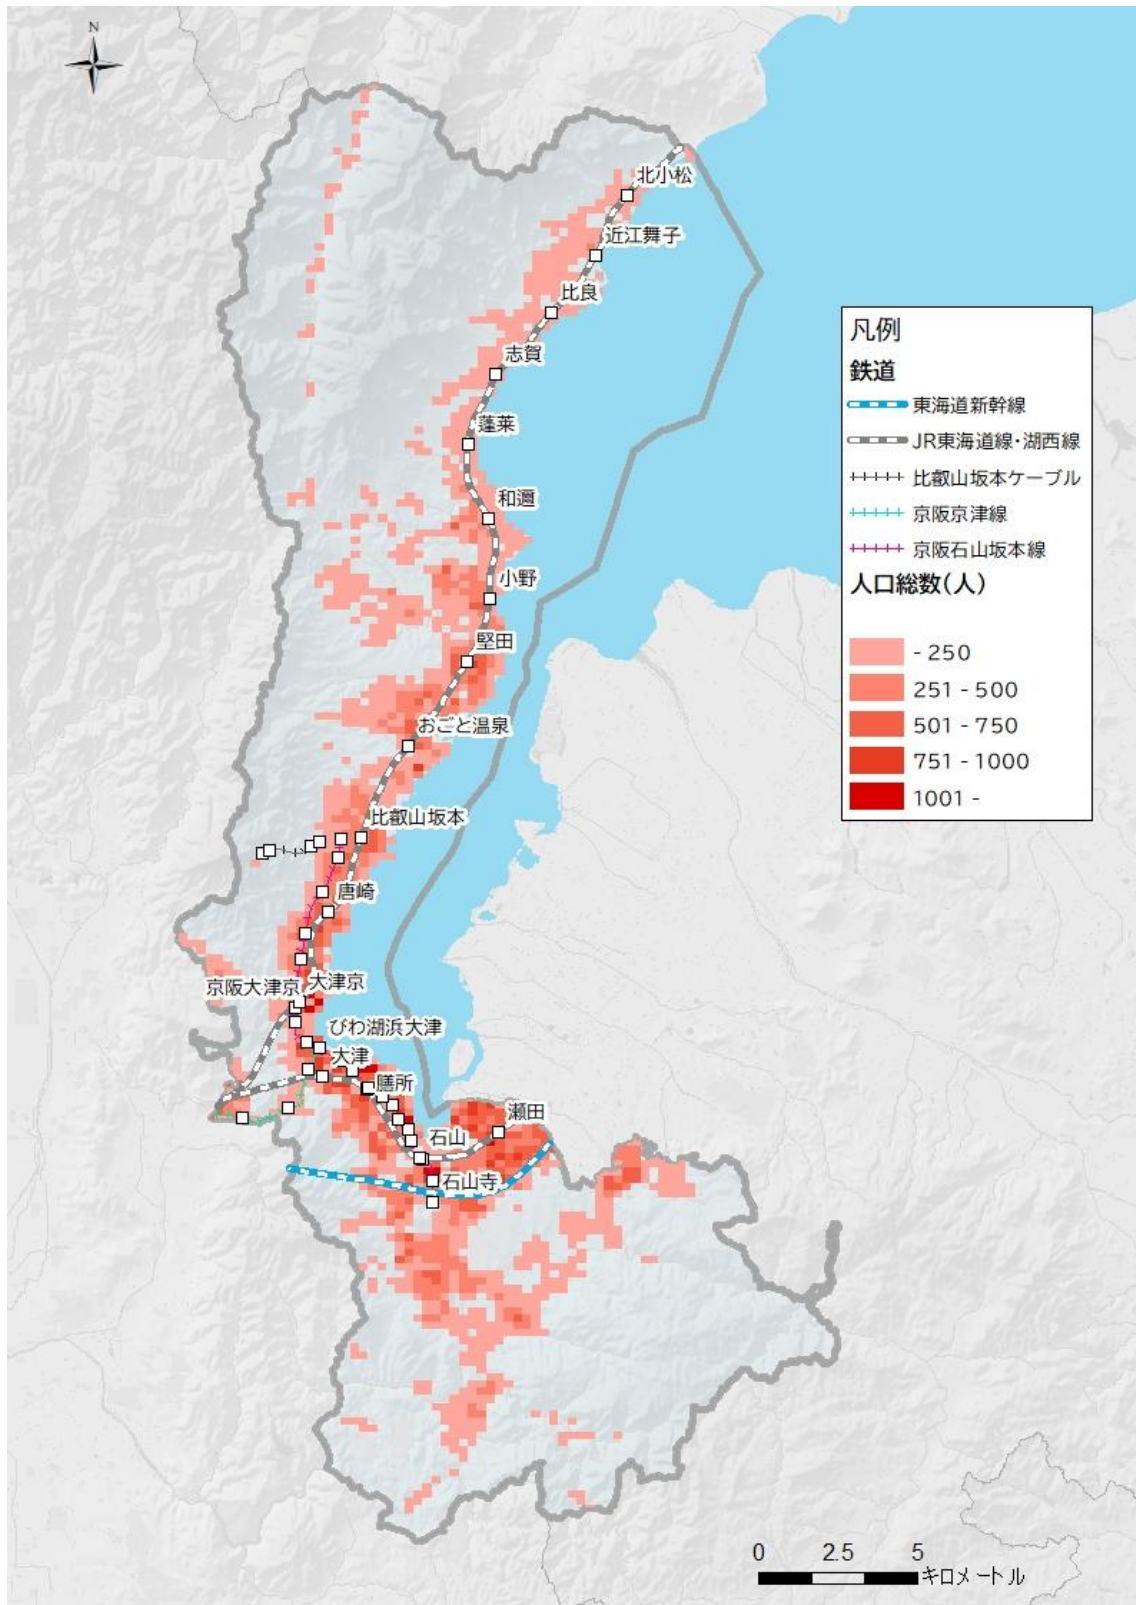 N
北小松
近江舞子
比良
志賀
蓬莱
和邇
小野
堅田
おごと温泉
比叡山坂本
唐崎
京阪大津京
大津京
びわ湖浜大津
大津
膳所
石山
瀬田
石山寺
凡例
鉄道
東海道新幹線
JR東海道線・湖西線
比叡山坂本ケーブル
京阪京津線
京阪石山坂本線
人口総数(人)
- 250
251 - 500
501 - 750
751 - 1000
1001 -
0 2.5 5
キロメートル